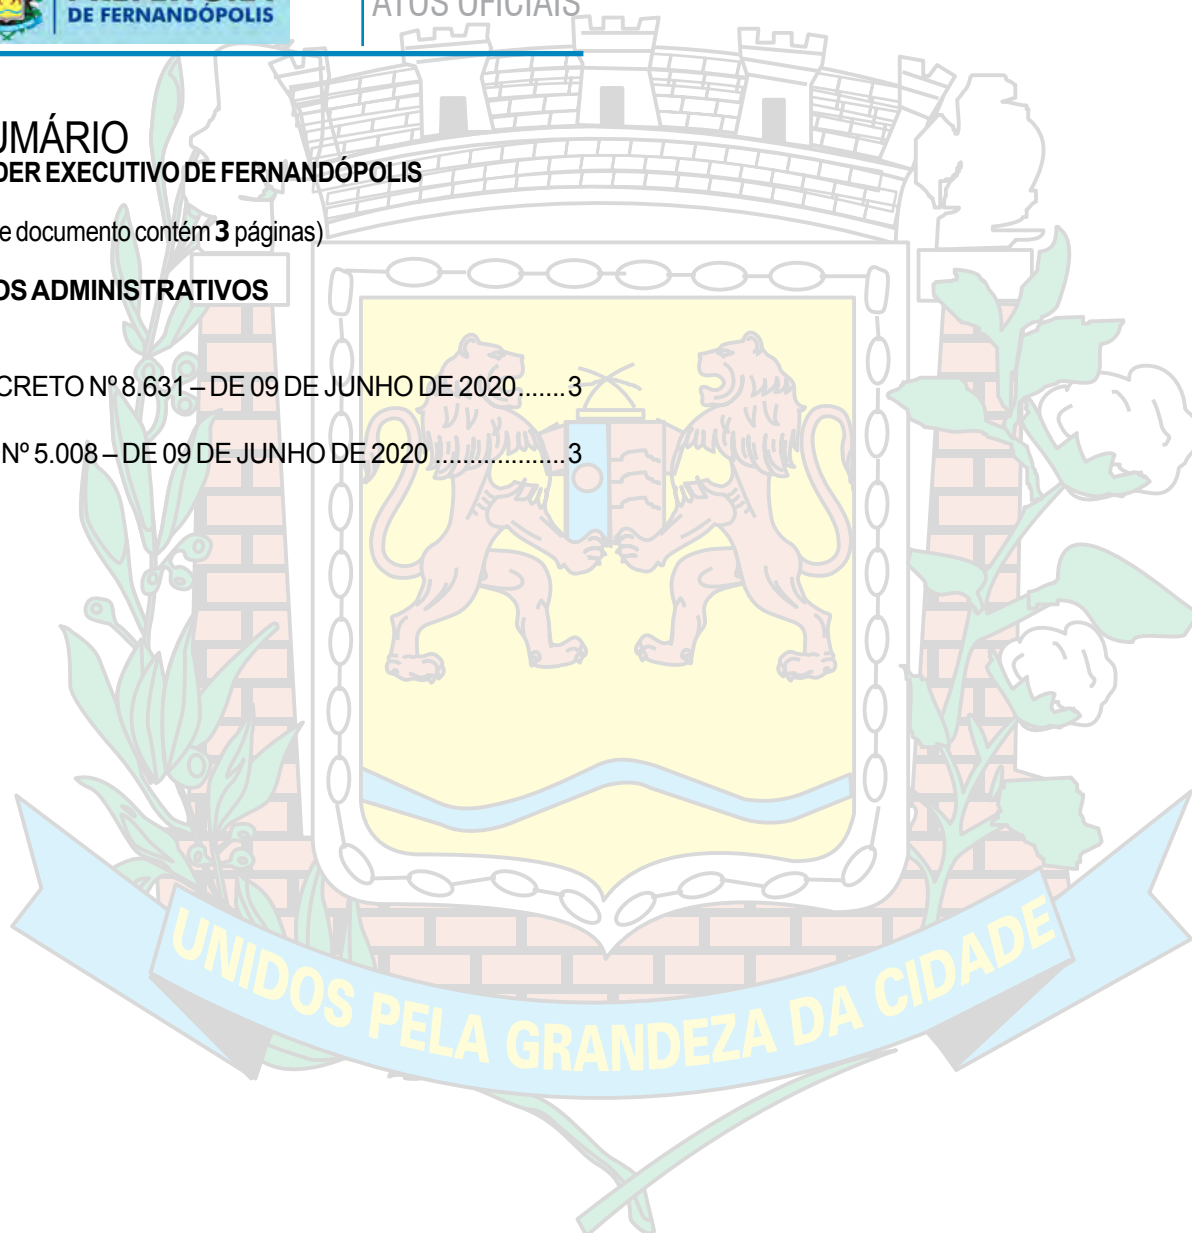 DE FERNANDÓPOLIS
ATOS OFICIAIS
UMÁRIO
DER EXECUTIVO DE FERNANDÓPOLIS
e documento contém 3 páginas)
OS ADMINISTRATIVOS
CRETO Nº 8.631 – DE 09 DE JUNHO DE 2020.......3
Nº 5.008 – DE 09 DE JUNHO DE 2020 ...................3
UNIDOS PELA GRANDEZA DA CIDADE